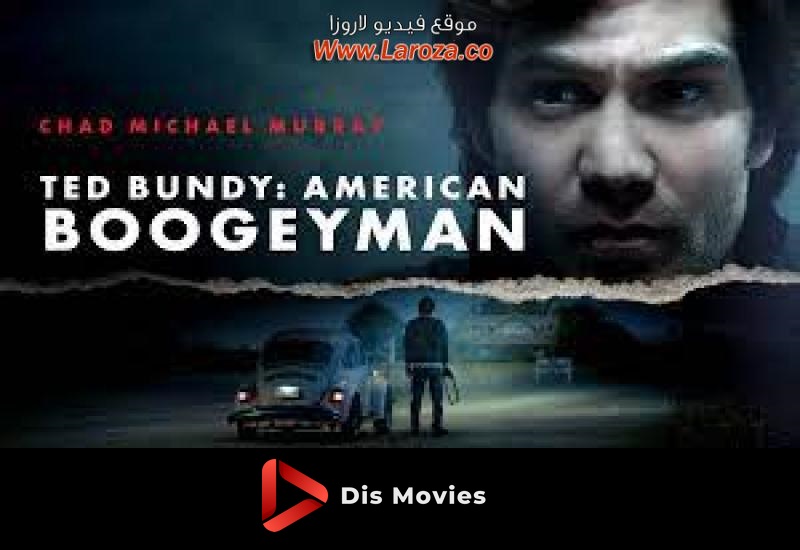 موقع فيديو لاروزا
Www.Laroza.co
CHAD MICHAEL MURRAY
TED BUNDY: AMERICAN
BOOGEYMAN
Dis Movies